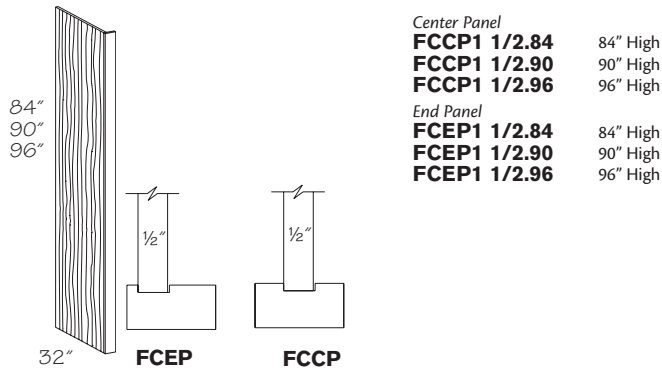 Center Panel
FCCP1 1/2.84 84" High
FCCP1 1/2.90 90" High
FCCP1 1/2.96 96" High
End Panel
FCEP1 1/2.84 84" High
FCEP1 1/2.90 90" High
FCEP1 1/2.96 96" High
84"
90"
96"
½"
½"
32"
FCEP
FCCP